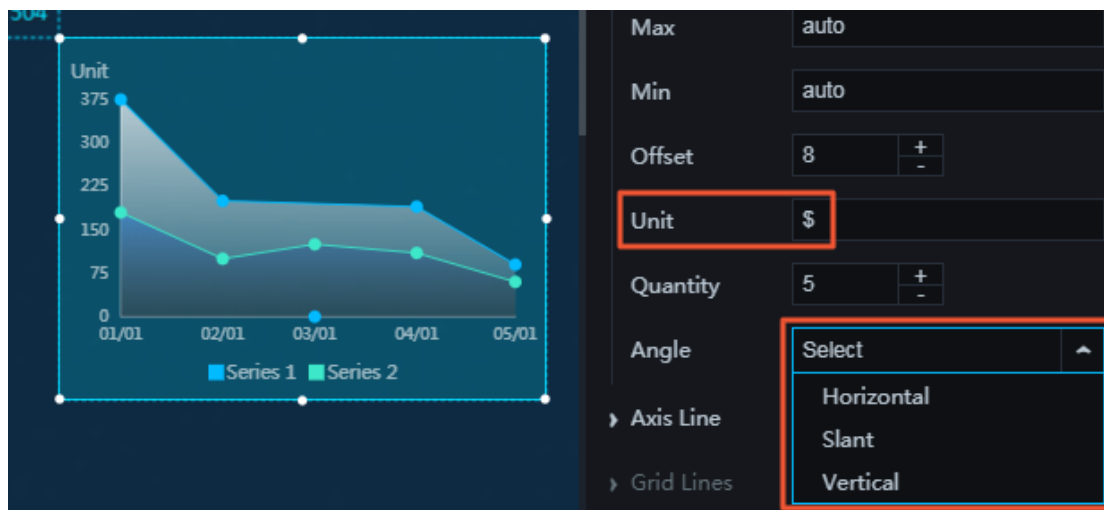 504
Unit
375
300
225
150
75
0
01/01 02/01 03/01 04/01 05/01
Series 1 Series 2
Max auto
Min auto
Offset 8 + -
Unit $
Quantity 5 + -
Angle Select
Horizontal
Slant
Vertical
Axis Line
Grid Lines